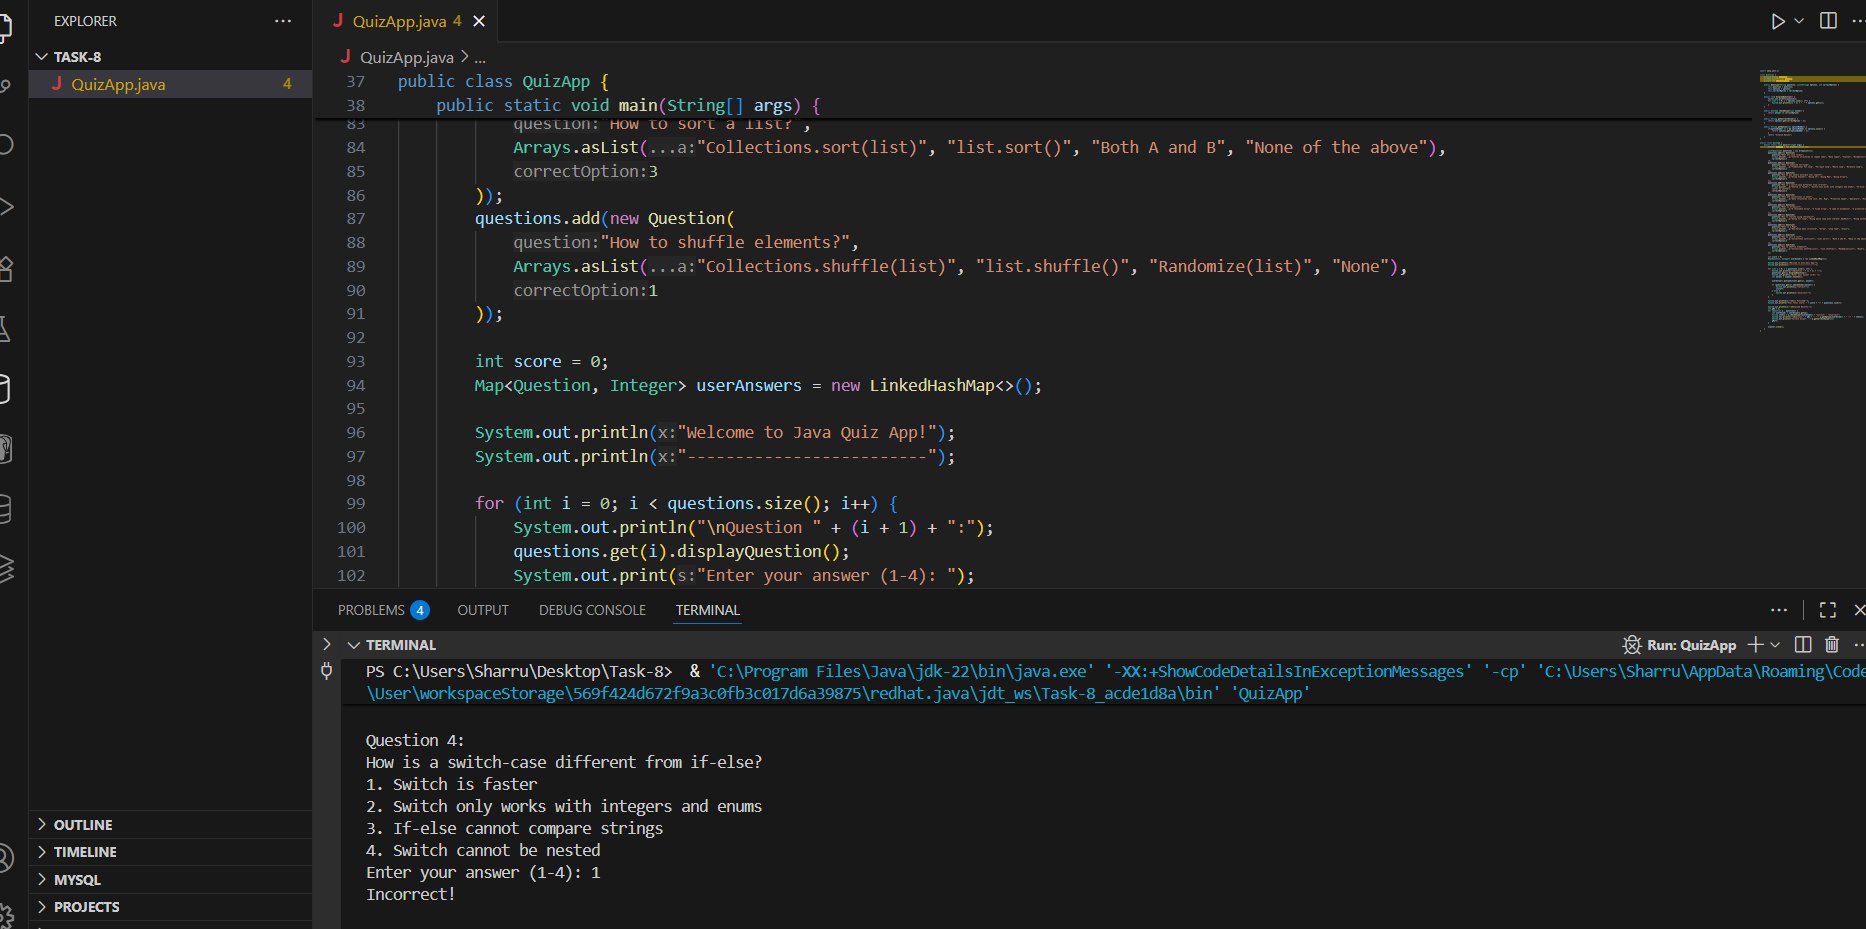 EXPLORER
TASK-8
QuizApp.java 4
OUTLINE
TIMELINE
MYSQL
PROJECTS
QuizApp.java 4
QuizApp.java > ...
37 public class QuizApp {
38 public static void main(String[] args) {
83 question: "How to sort a list?",
84 Arrays.asList(...a:"Collections.sort(list)", "list.sort()", "Both A and B", "None of the above"),
85 correctOption:3
86 ));
87 questions.add(new Question(
88 question:"How to shuffle elements?",
89 Arrays.asList(...a:"Collections.shuffle(list)", "list.shuffle()", "Randomize(list)", "None"),
90 correctOption:1
91 ));
92
93 int score = 0;
94 Map<Question, Integer> userAnswers = new LinkedHashMap<>();
95
96 System.out.println(x:"Welcome to Java Quiz App!");
97 System.out.println(x:"-------------------------");
98
99 for (int i = 0; i < questions.size(); i++) {
100 System.out.println("\nQuestion " + (i + 1) + ":");
101 questions.get(i).displayQuestion();
102 System.out.print(s:"Enter your answer (1-4): ");
PROBLEMS 4 OUTPUT DEBUG CONSOLE TERMINAL
TERMINAL
Run: QuizApp
PS C:\Users\Sharru\Desktop\Task-8> & 'C:\Program Files\Java\jdk-22\bin\java.exe' '-XX:+ShowCodeDetailsInExceptionMessages' '-cp' 'C:\Users\Sharru\AppData\Roaming\Code
\User\workspaceStorage\569f424d672f9a3c0fb3c017d6a39875\redhat.java\jdt_ws\Task-8_acde1d8a\bin' 'QuizApp'
Question 4:
How is a switch-case different from if-else?
1. Switch is faster
2. Switch only works with integers and enums
3. If-else cannot compare strings
4. Switch cannot be nested
Enter your answer (1-4): 1
Incorrect!